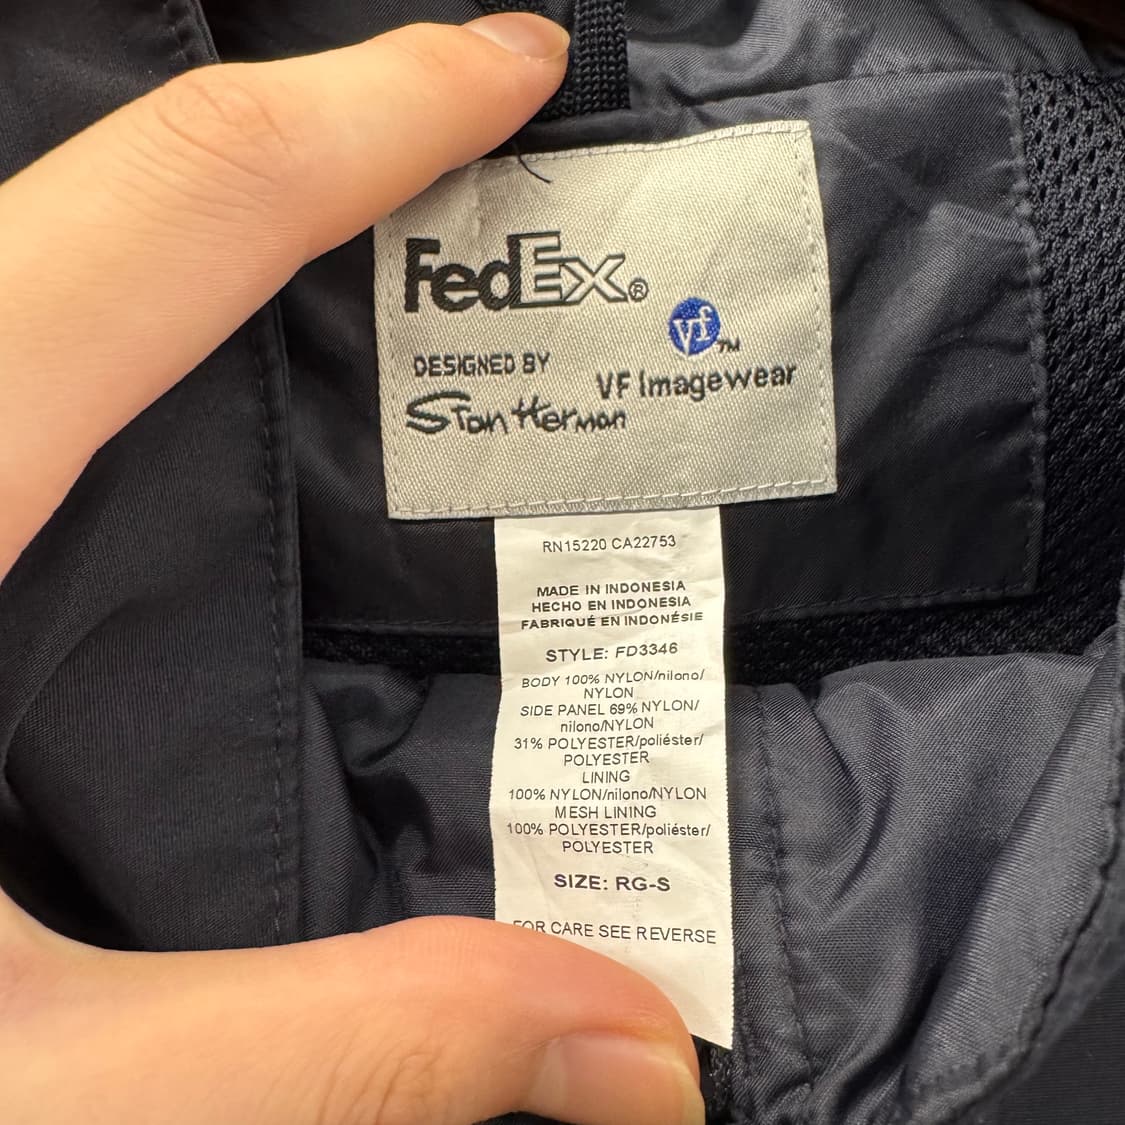 FedEx®
vf™
DESIGNED BY
VF Imagewear
Stan Herman
RN15220 CA22753
MADE IN INDONESIA
HECHO EN INDONESIA
FABRIQUÉ EN INDONÉSIE
STYLE: FD3346
BODY 100% NYLON/nilono/
NYLON
SIDE PANEL 69% NYLON/
nilono/NYLON
31% POLYESTER/poliéster/
POLYESTER
LINING
100% NYLON/nilono/NYLON
MESH LINING
100% POLYESTER/poliéster/
POLYESTER
SIZE: RG-S
FOR CARE SEE REVERSE